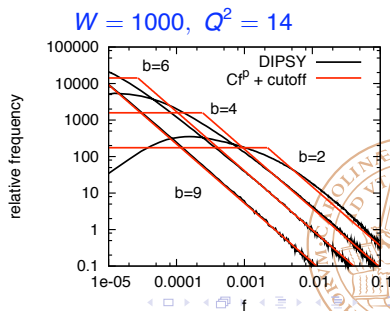 W = 1000, Q² = 14
100000
10000
1000
100
10
1
0.1
relative frequency
DIPSY
Cf^p + cutoff
b=6
b=4
b=2
b=9
1e-05
0.0001
0.001
0.01
0.1
f